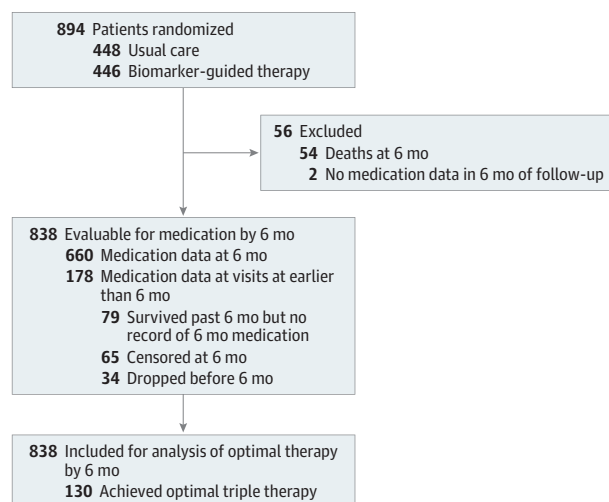 894 Patients randomized
448 Usual care
446 Biomarker-guided therapy
56 Excluded
54 Deaths at 6 mo
2 No medication data in 6 mo of follow-up
838 Evaluable for medication by 6 mo
660 Medication data at 6 mo
178 Medication data at visits at earlier
than 6 mo
79 Survived past 6 mo but no
record of 6 mo medication
65 Censored at 6 mo
34 Dropped before 6 mo
838 Included for analysis of optimal therapy
by 6 mo
130 Achieved optimal triple therapy